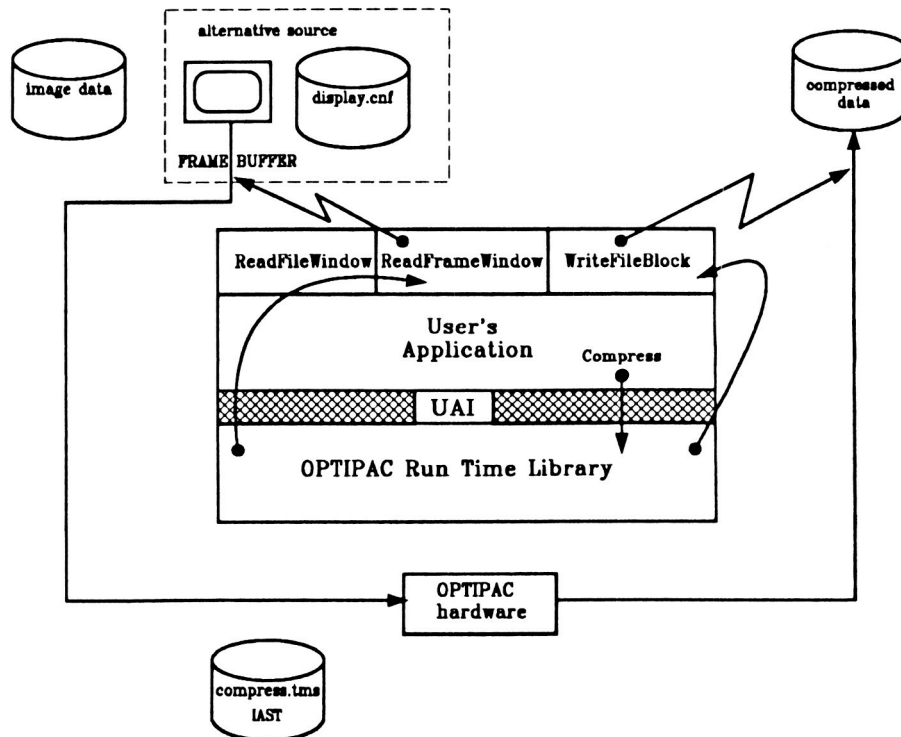 alternative source
image data
display.cnf
compressed
data
FRAME BUFFER
ReadFileWindow
ReadFrameWindow
WriteFileBlock
User's
Application
Compress
UAI
OPTIPAC Run Time Library
OPTIPAC
hardware
compress.tms
IAST